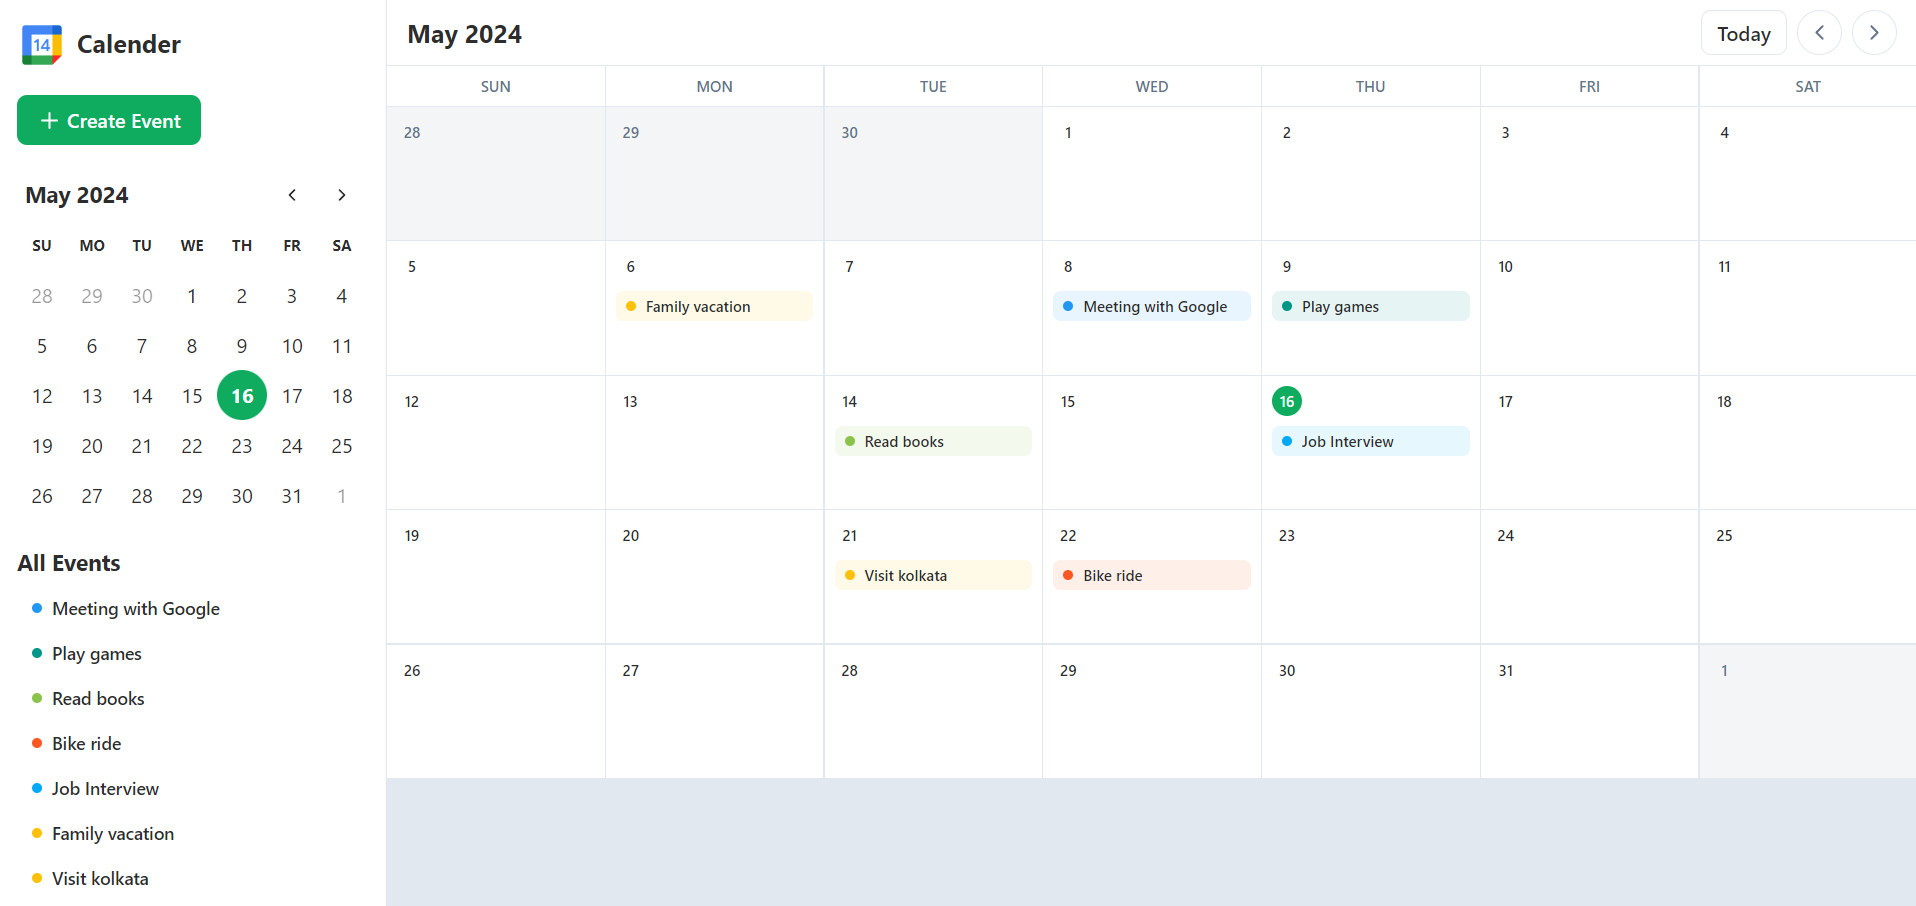 14 Calender
+ Create Event
May 2024
SU MO TU WE TH FR SA
28 29 30 1 2 3 4
5 6 7 8 9 10 11
12 13 14 15 16 17 18
19 20 21 22 23 24 25
26 27 28 29 30 31 1
All Events
Meeting with Google
Play games
Read books
Bike ride
Job Interview
Family vacation
Visit kolkata
May 2024
Today
SUN MON TUE WED THU FRI SAT
28 29 30 1 2 3 4
5 6 7 8 9 10 11
Family vacation Meeting with Google Play games
12 13 14 15 16 17 18
Read books Job Interview
19 20 21 22 23 24 25
Visit kolkata Bike ride
26 27 28 29 30 31 1